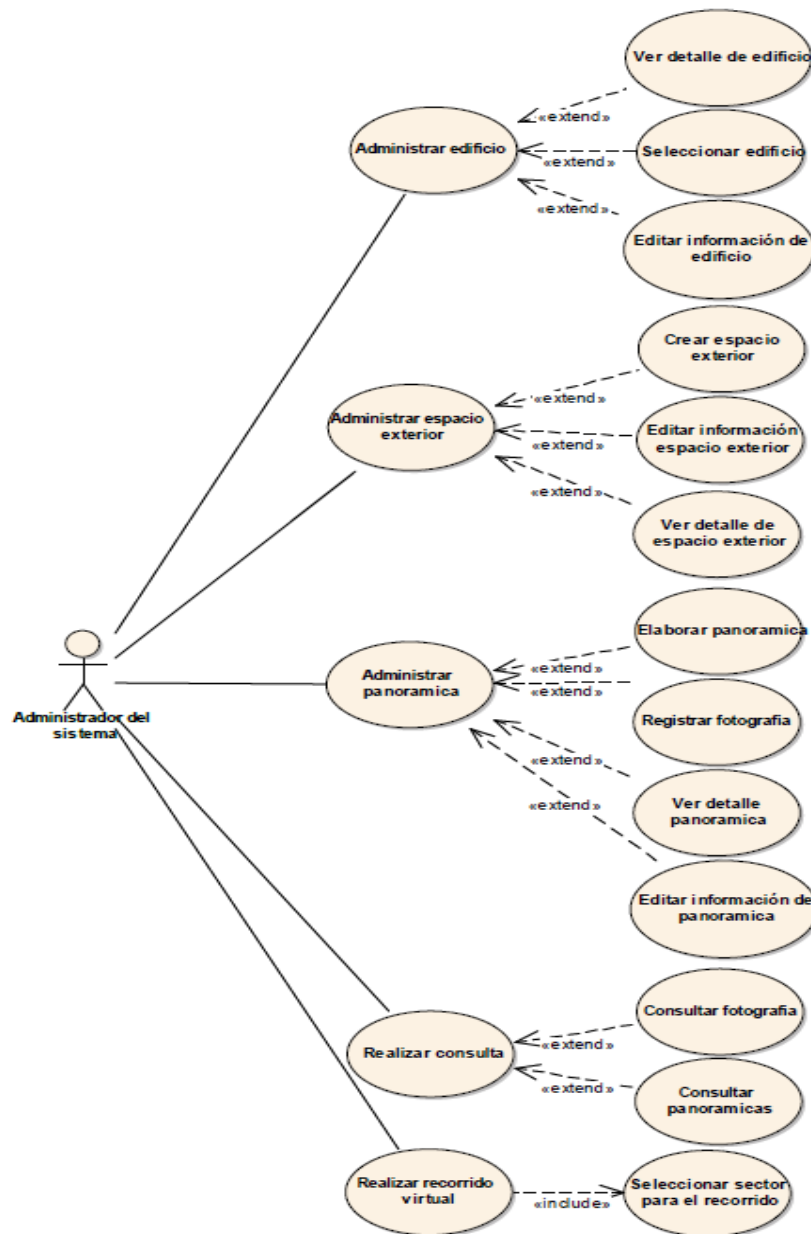 Ver detalle de edificio
«extend»
Administrar edificio
Seleccionar edificio
«extend»
«extend»
Editar información de
edificio
Crear espacio
exterior
«extend»
Administrar espacio
exterior
Editar información
espacio exterior
«extend»
«extend»
Ver detalle de
espacio exterior
Elaborar panoramica
«extend»
Administrar
panoramica
«extend»
Registrar fotografia
Administrador del
sistema
«extend»
Ver detalle
panoramica
«extend»
Editar información de
panoramica
Consultar fotografia
«extend»
Realizar consulta
«extend»
Consultar
panoramicas
Realizar recorrido
virtual
«include»
Seleccionar sector
para el recorrido